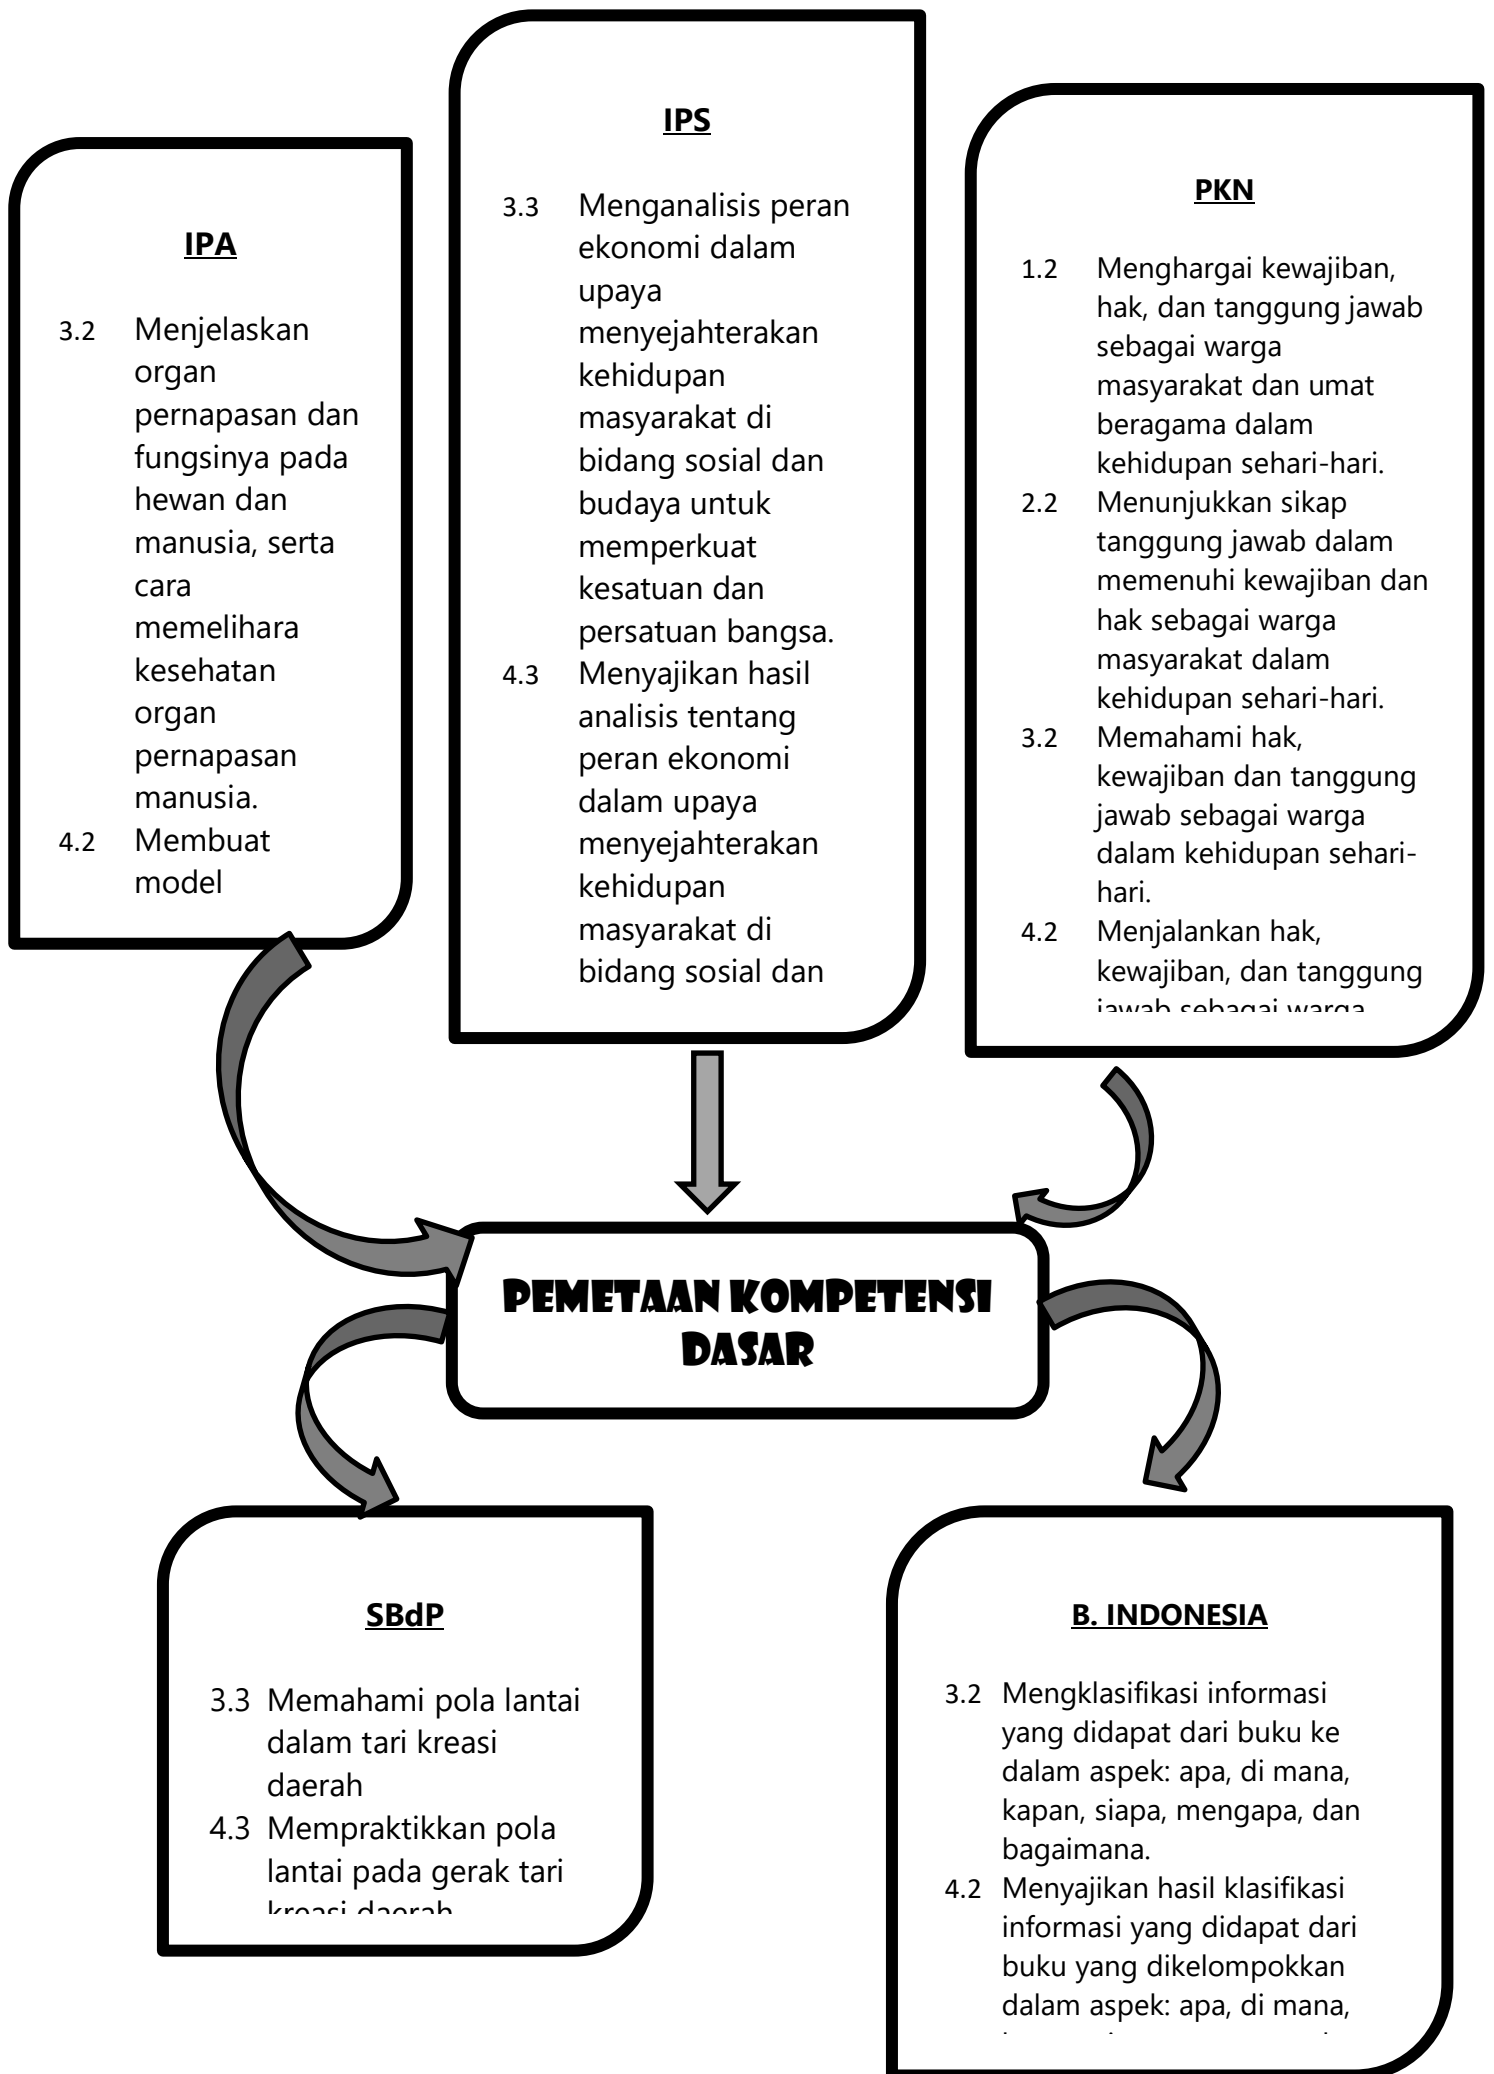 IPA
3.2 Menjelaskan
organ
pernapasan dan
fungsinya pada
hewan dan
manusia, serta
cara
memelihara
kesehatan
organ
pernapasan
manusia.
4.2 Membuat
model
IPS
3.3 Menganalisis peran
ekonomi dalam
upaya
menyejahterakan
kehidupan
masyarakat di
bidang sosial dan
budaya untuk
memperkuat
kesatuan dan
persatuan bangsa.
4.3 Menyajikan hasil
analisis tentang
peran ekonomi
dalam upaya
menyejahterakan
kehidupan
masyarakat di
bidang sosial dan
PKN
1.2 Menghargai kewajiban,
hak, dan tanggung jawab
sebagai warga
masyarakat dan umat
beragama dalam
kehidupan sehari-hari.
2.2 Menunjukkan sikap
tanggung jawab dalam
memenuhi kewajiban dan
hak sebagai warga
masyarakat dalam
kehidupan sehari-hari.
3.2 Memahami hak,
kewajiban dan tanggung
jawab sebagai warga
dalam kehidupan sehari-
hari.
4.2 Menjalankan hak,
kewajiban, dan tanggung
jawab sebagai warga
PEMETAAN KOMPETENSI
DASAR
SBdP
3.3 Memahami pola lantai
dalam tari kreasi
daerah
4.3 Mempraktikkan pola
lantai pada gerak tari
kreasi daerah
B. INDONESIA
3.2 Mengklasifikasi informasi
yang didapat dari buku ke
dalam aspek: apa, di mana,
kapan, siapa, mengapa, dan
bagaimana.
4.2 Menyajikan hasil klasifikasi
informasi yang didapat dari
buku yang dikelompokkan
dalam aspek: apa, di mana,